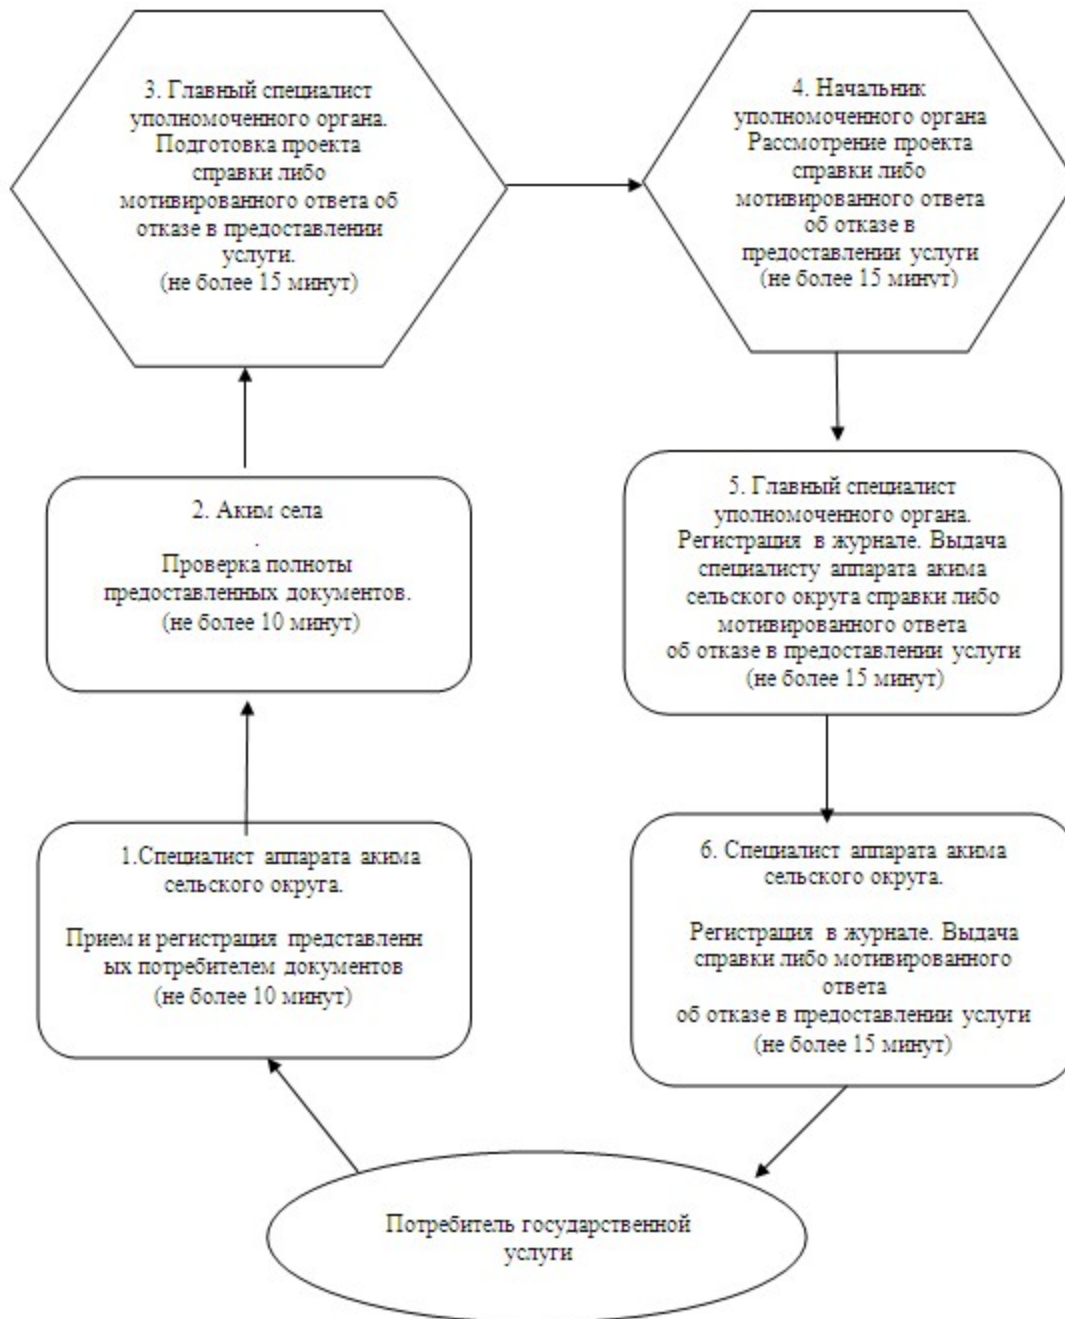 3. Главный специалист
уполномоченного органа.
Подготовка проекта
справки либо
мотивированного ответа об
отказе в предоставлении
услуги.
(не более 15 минут)
4. Начальник
уполномоченного органа
Рассмотрение проекта
справки либо
мотивированного ответа
об отказе в
предоставлении услуги
(не более 15 минут)
2. Аким села
.
Проверка полноты
предоставленных документов.
(не более 10 минут)
5. Главный специалист
уполномоченного органа.
Регистрация в журнале. Выдача
специалисту аппарата акима
сельского округа справки либо
мотивированного ответа
об отказе в предоставлении услуги
(не более 15 минут)
1.Специалист аппарата акима
сельского округа.
Прием и регистрация представленн
ых потребителем документов
(не более 10 минут)
6. Специалист аппарата акима
сельского округа.
Регистрация в журнале. Выдача
справки либо мотивированного
ответа
об отказе в предоставлении услуги
(не более 15 минут)
Потребитель государственной
услуги